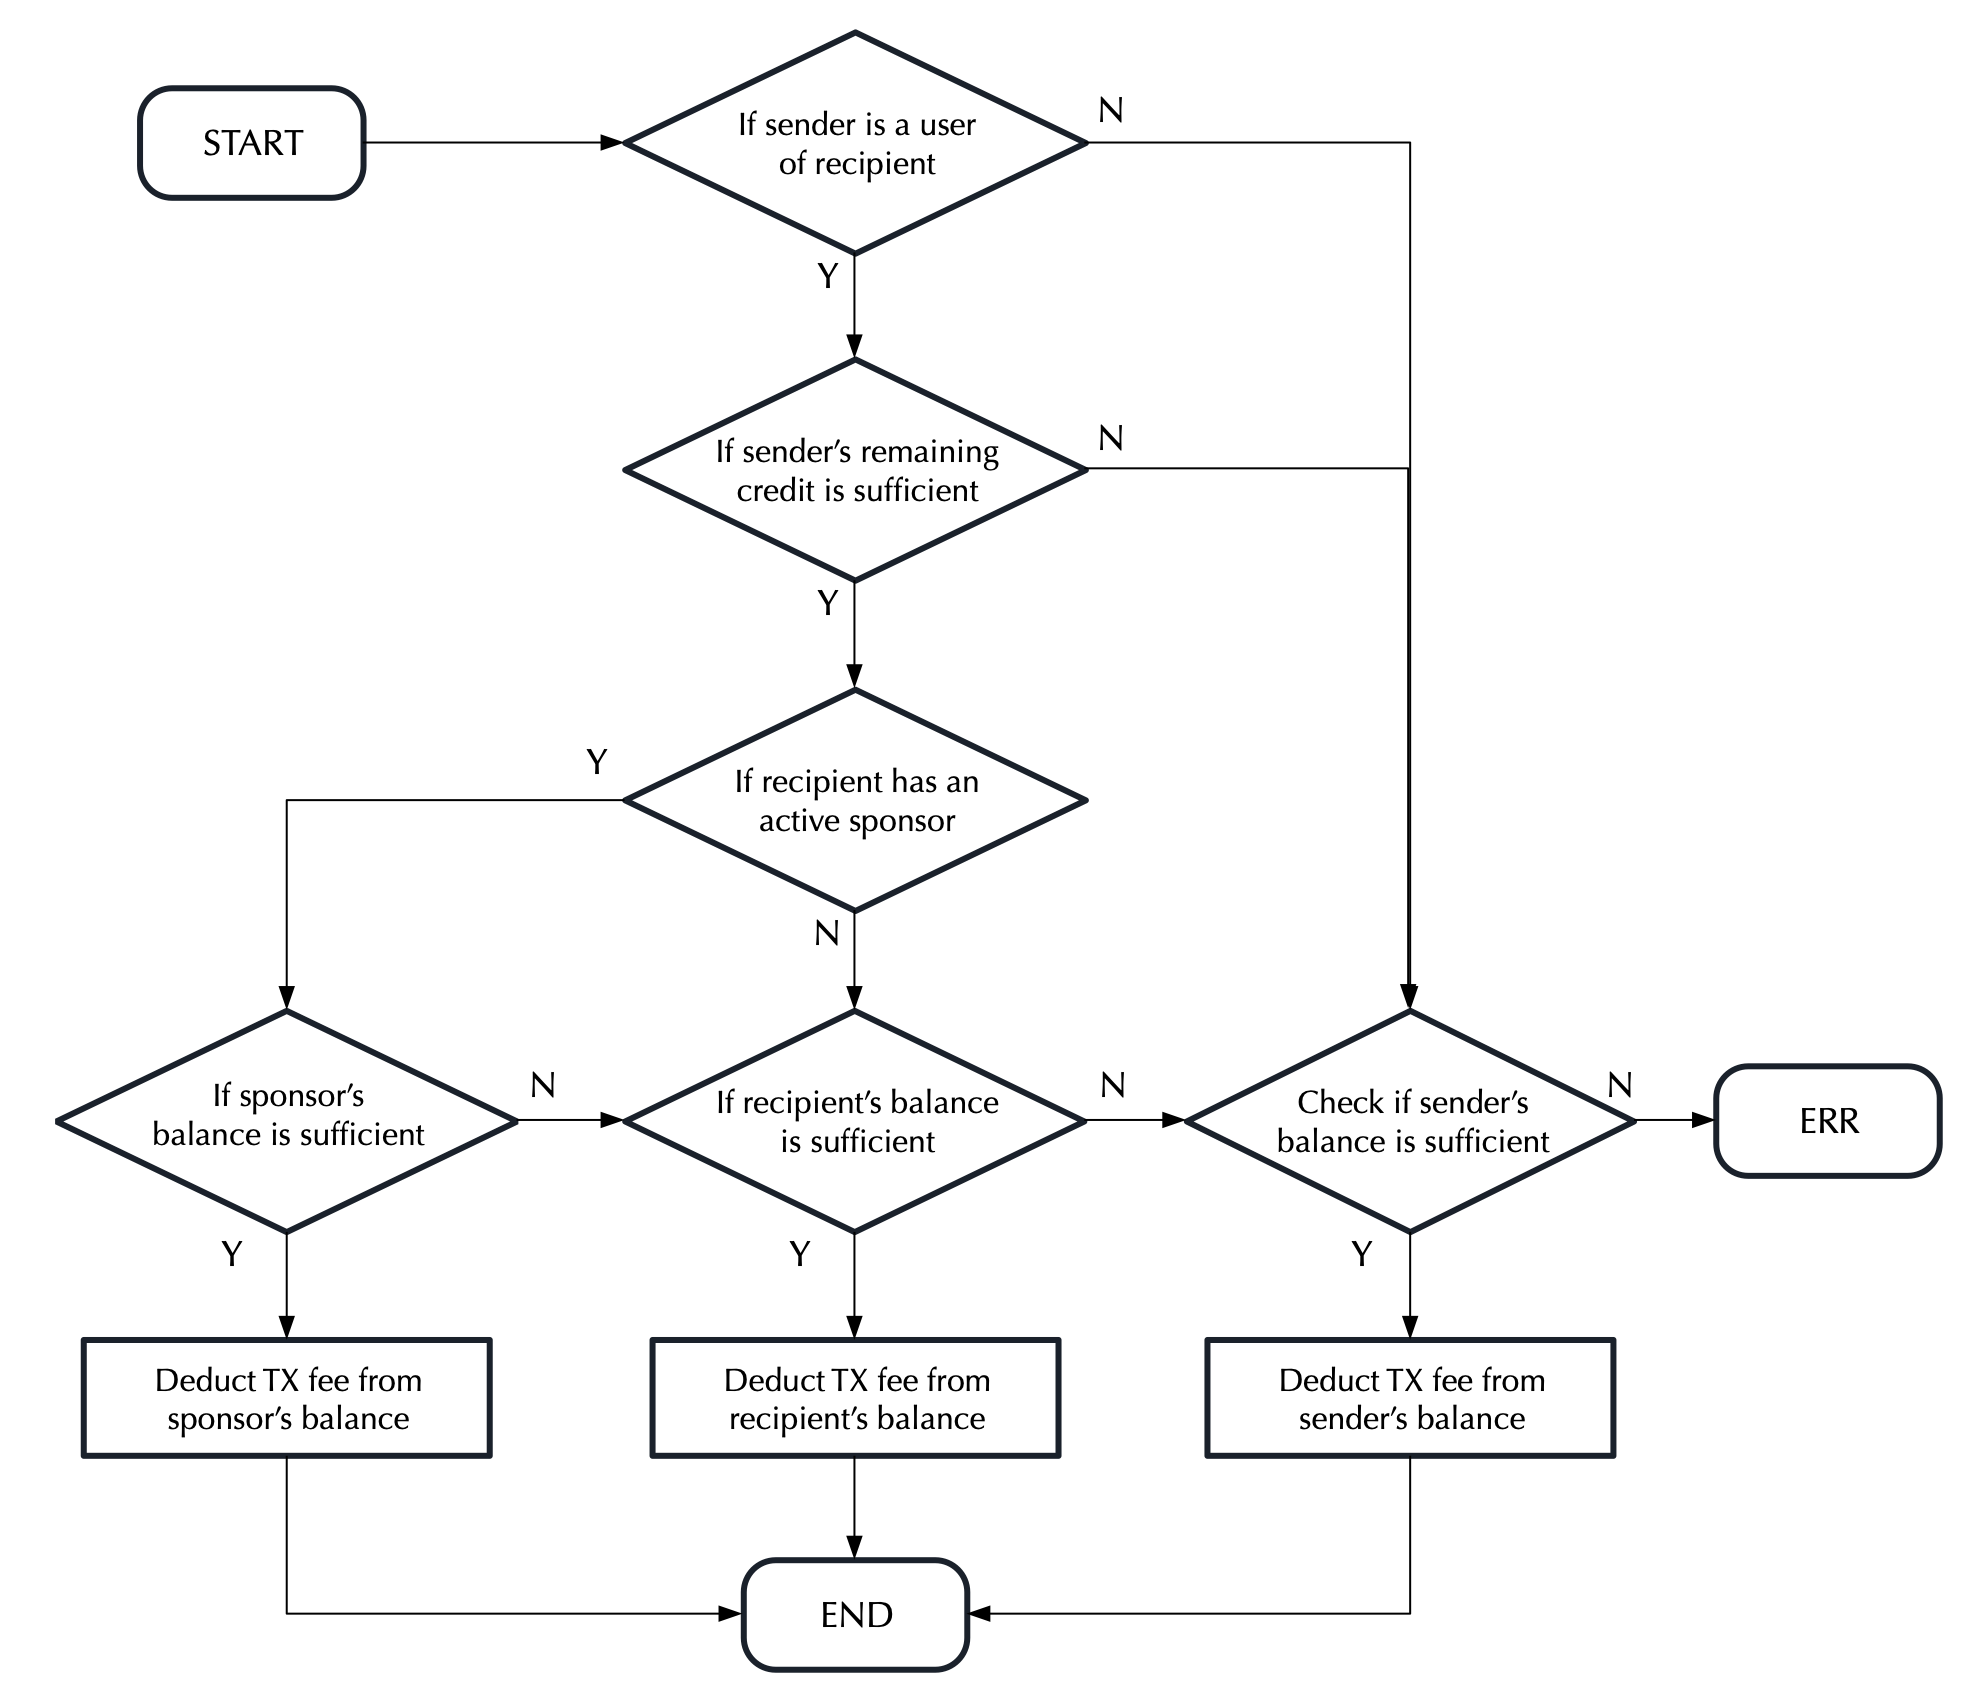 START
If sender is a user
of recipient
N
Y
If sender’s remaining
credit is sufficient
N
Y
If recipient has an
active sponsor
Y
N
If sponsor’s
balance is sufficient
N
If recipient’s balance
is sufficient
N
Check if sender’s
balance is sufficient
N
ERR
Y
Y
Y
Deduct TX fee from
sponsor’s balance
Deduct TX fee from
recipient’s balance
Deduct TX fee from
sender’s balance
END